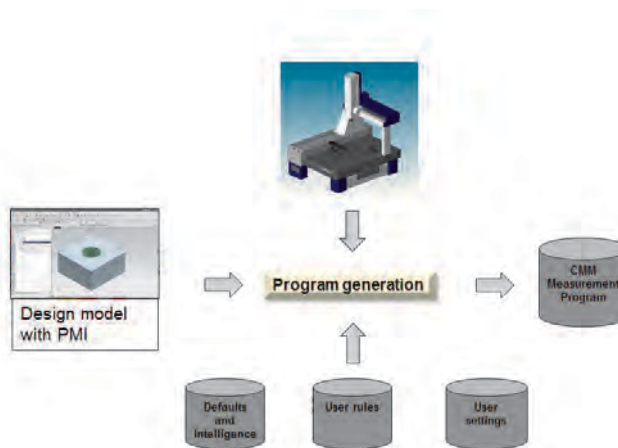 Program generation
CMM
Measurement
Program
Design model
with PMI
Defaults
and
intelligence
User rules
User
settings